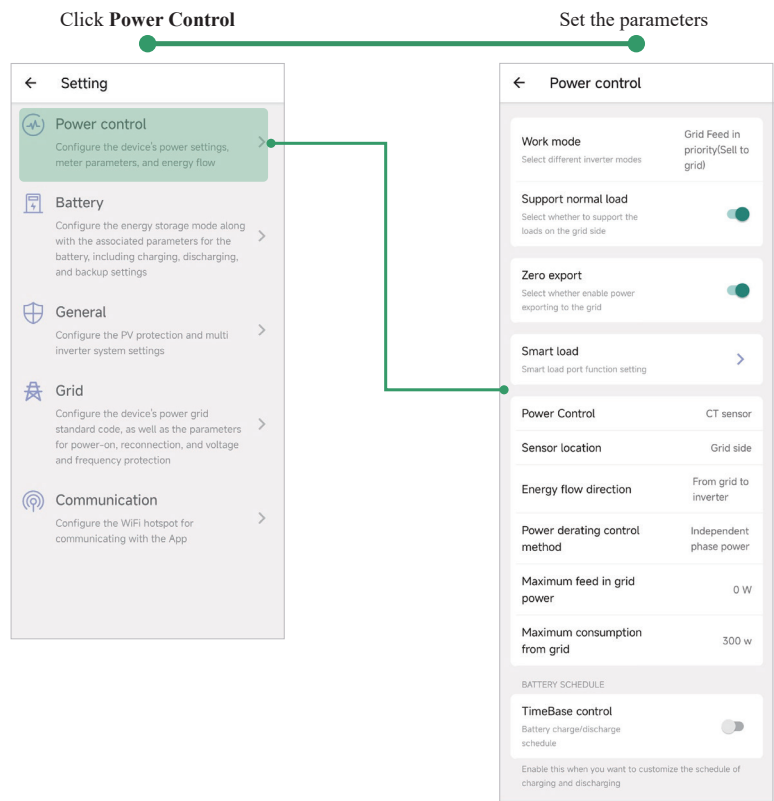 Click Power Control
Set the parameters
Setting
Power control
Configure the device's power settings,
meter parameters, and energy flow
Battery
Configure the energy storage mode along
with the associated parameters for the
battery, including charging, discharging,
and backup settings
General
Configure the PV protection and multi
inverter system settings
Grid
Configure the device's power grid
standard code, as well as the parameters
for power-on, reconnection, and voltage
and frequency protection
Communication
Configure the WiFi hotspot for
communicating with the App
Power control
Work mode
Select different inverter modes
Grid Feed in
priority(Sell to
grid)
Support normal load
Select whether to support the
loads on the grid side
Zero export
Select whether enable power
exporting to the grid
Smart load
Smart load port function setting
Power Control
CT sensor
Sensor location
Grid side
Energy flow direction
From grid to
inverter
Power derating control
method
Independent
phase power
Maximum feed in grid
power
0 W
Maximum consumption
from grid
300 w
BATTERY SCHEDULE
TimeBase control
Battery charge/discharge
schedule
Enable this when you want to customize the schedule of
charging and discharging